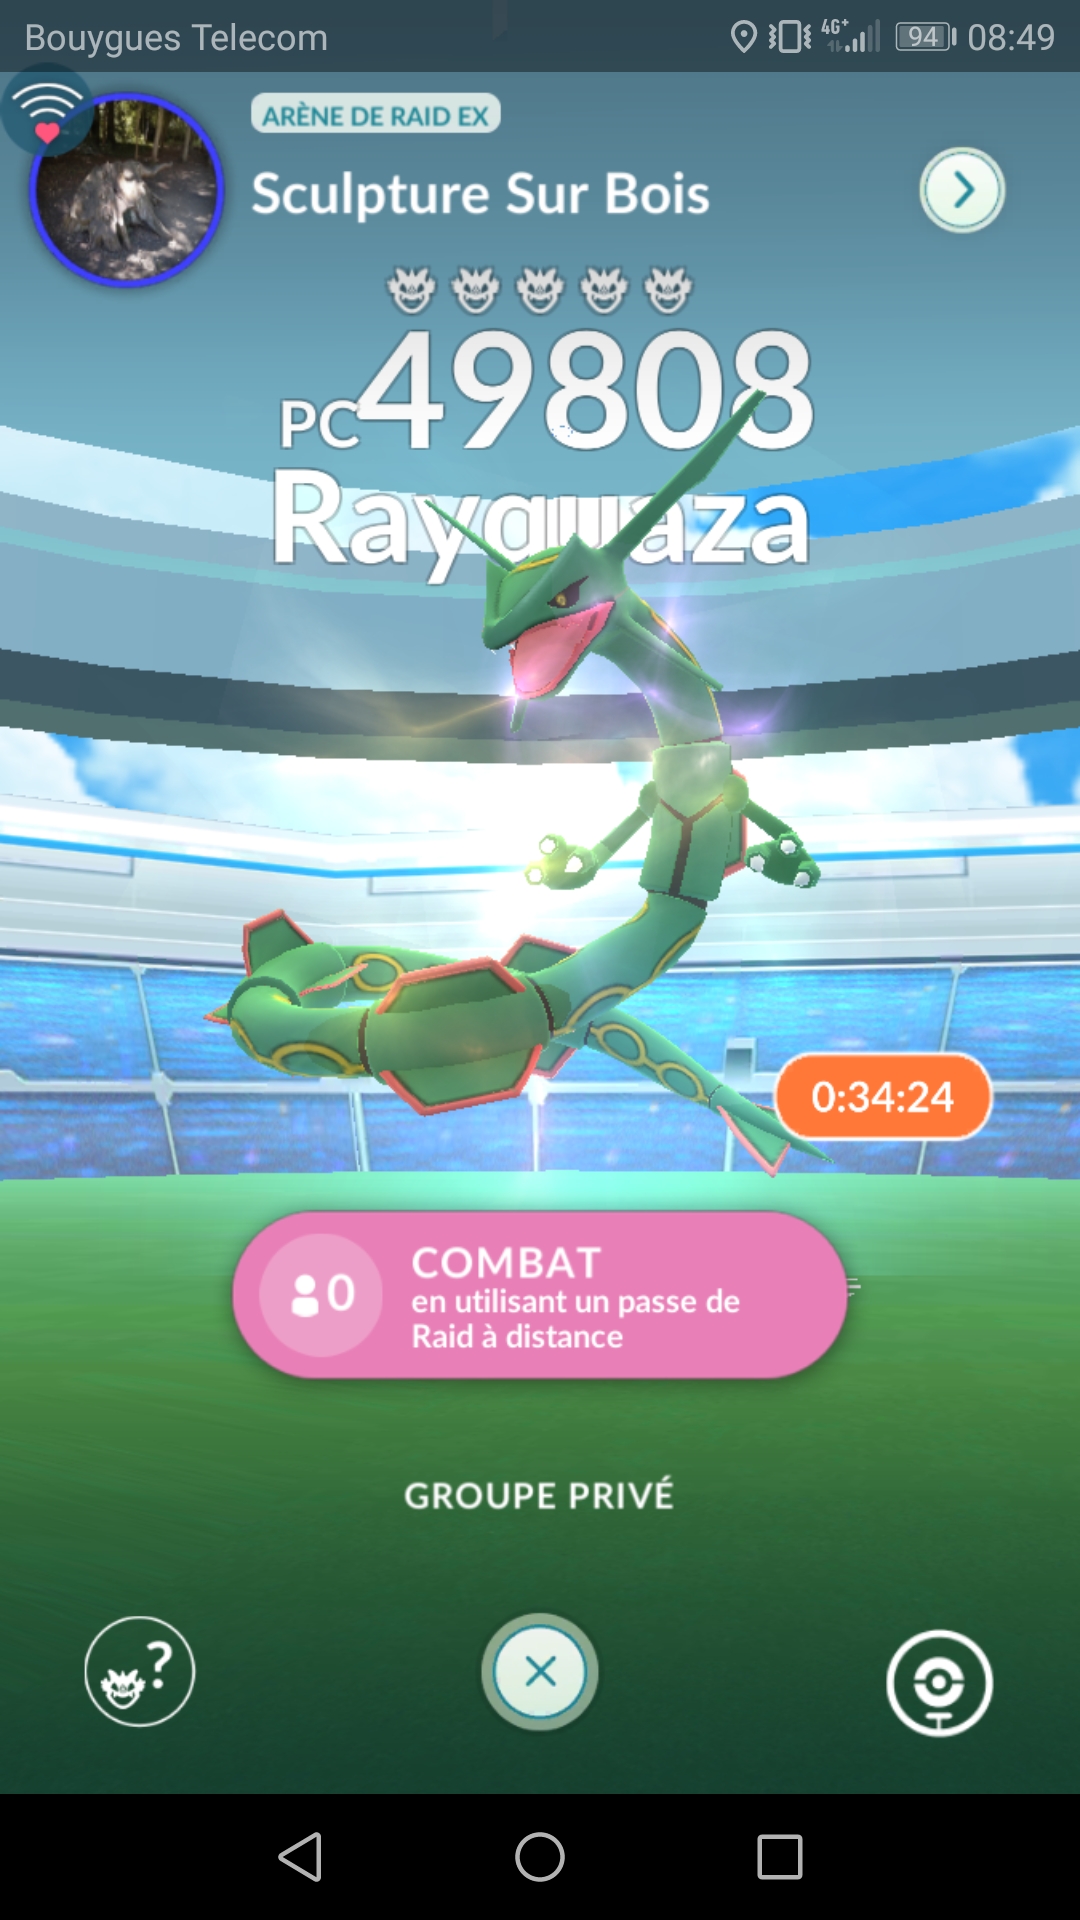 Bouygues Telecom
4G+ 94 08:49
ARÈNE DE RAID EX
Sculpture Sur Bois
PC49808
Rayquaza
0:34:24
0
COMBAT
en utilisant un passe de
Raid à distance
GROUPE PRIVÉ
?